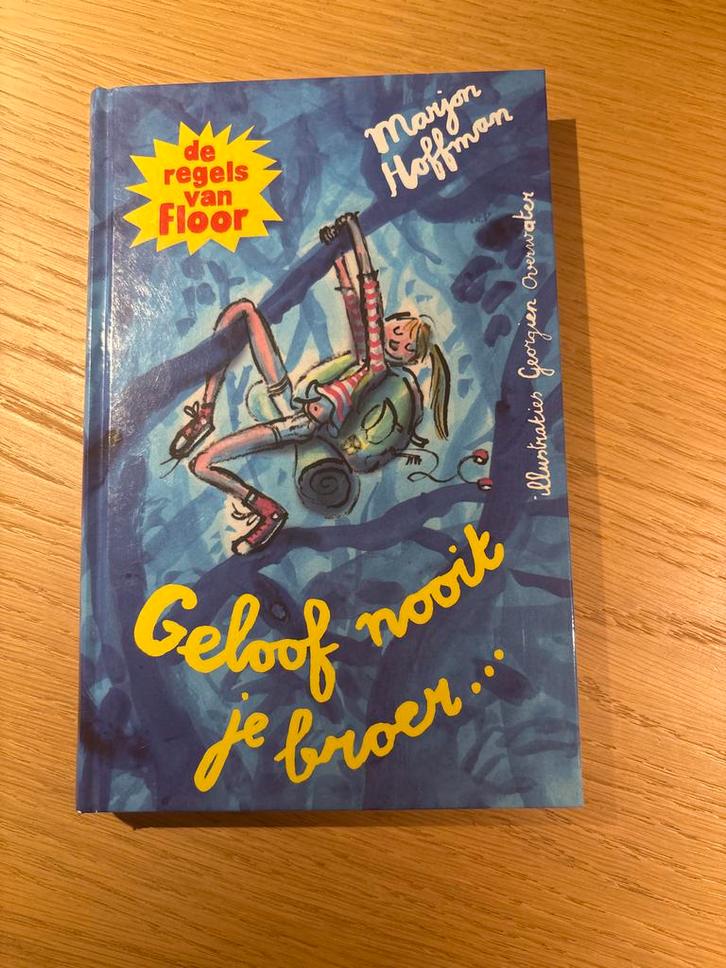 de
regels
van
Floor
Marjon
Hoffman
illustraties Georgien Overwater
Geloof nooit
je broer...